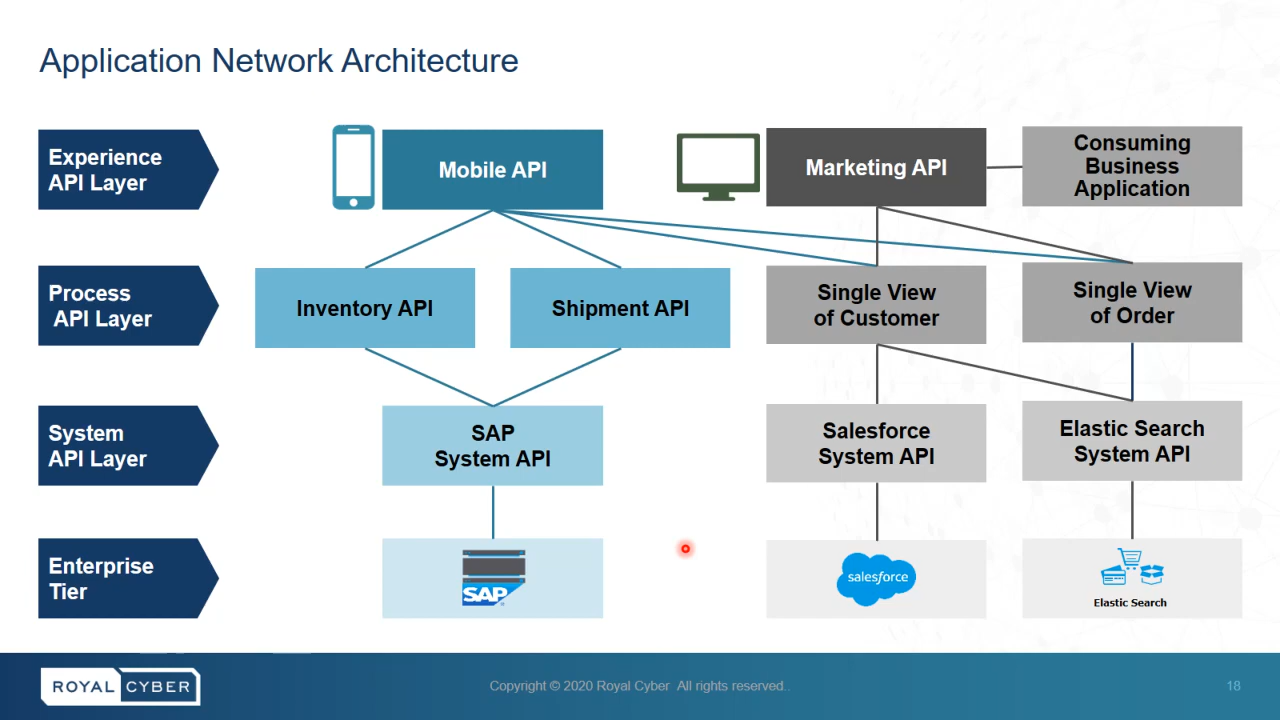 Application Network Architecture
Experience
API Layer
Mobile API
Marketing API
Consuming
Business
Application
Process
API Layer
Inventory API
Shipment API
Single View
of Customer
Single View
of Order
System
API Layer
SAP
System API
Salesforce
System API
Elastic Search
System API
Enterprise
Tier
SAP
salesforce
Elastic Search
ROYAL CYBER
Copyright © 2020 Royal Cyber All rights reserved..
18